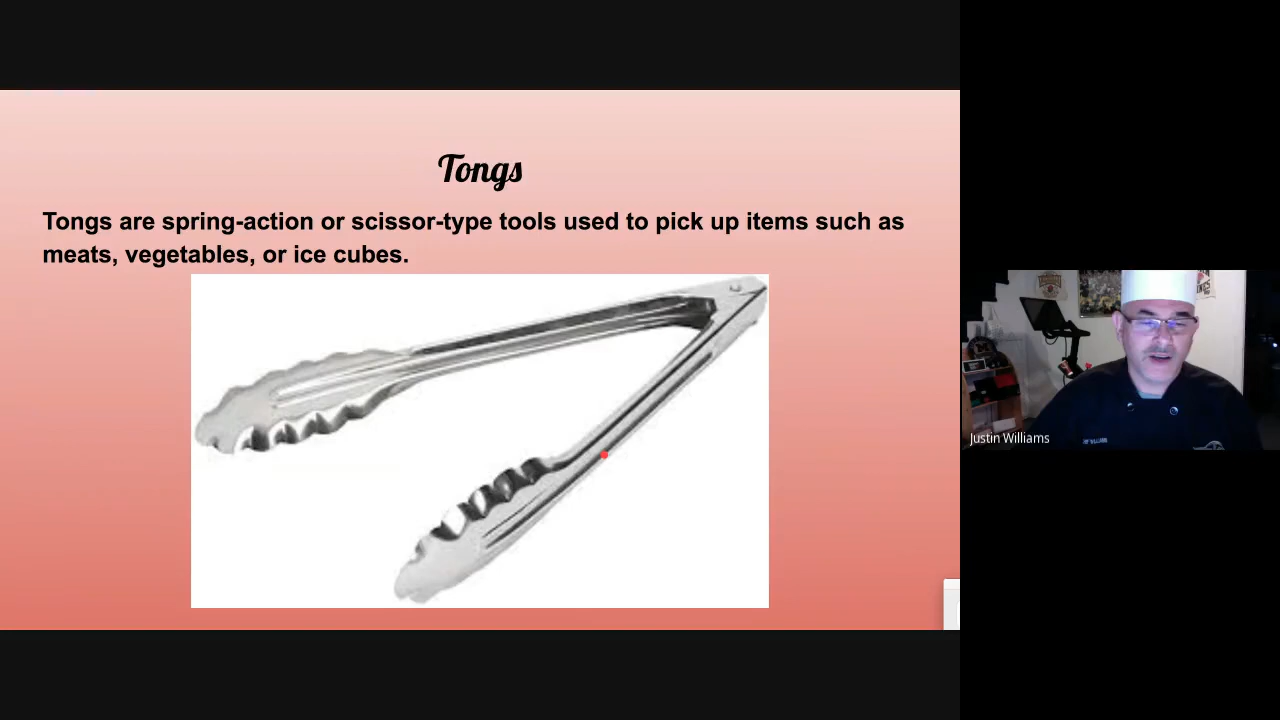 Tongs
Tongs are spring-action or scissor-type tools used to pick up items such as
meats, vegetables, or ice cubes.
Justin Williams